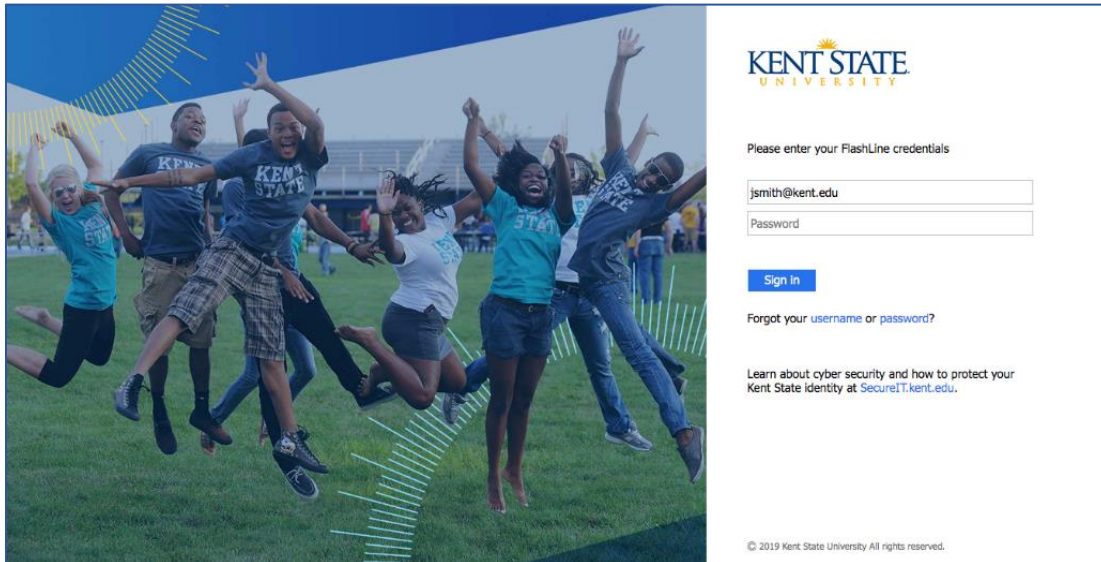 KENT STATE
UNIVERSITY
Please enter your FlashLine credentials
jsmith@kent.edu
Password
Sign in
Forgot your username or password?
Learn about cyber security and how to protect your
Kent State identity at SecureIT.kent.edu.
© 2019 Kent State University All rights reserved.
KENT
KENT
STATE
STATE
KENT
STATE